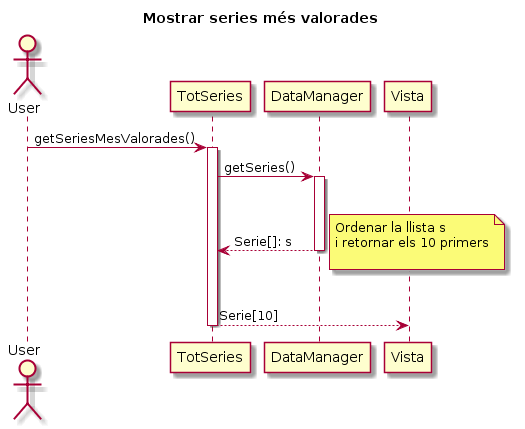 Mostrar series més valorades
User
TotSeries
DataManager
Vista
getSeriesMesValorades()
getSeries()
Ordenar la llista s
i retornar els 10 primers
Serie[]: s
Serie[10]
User
TotSeries
DataManager
Vista